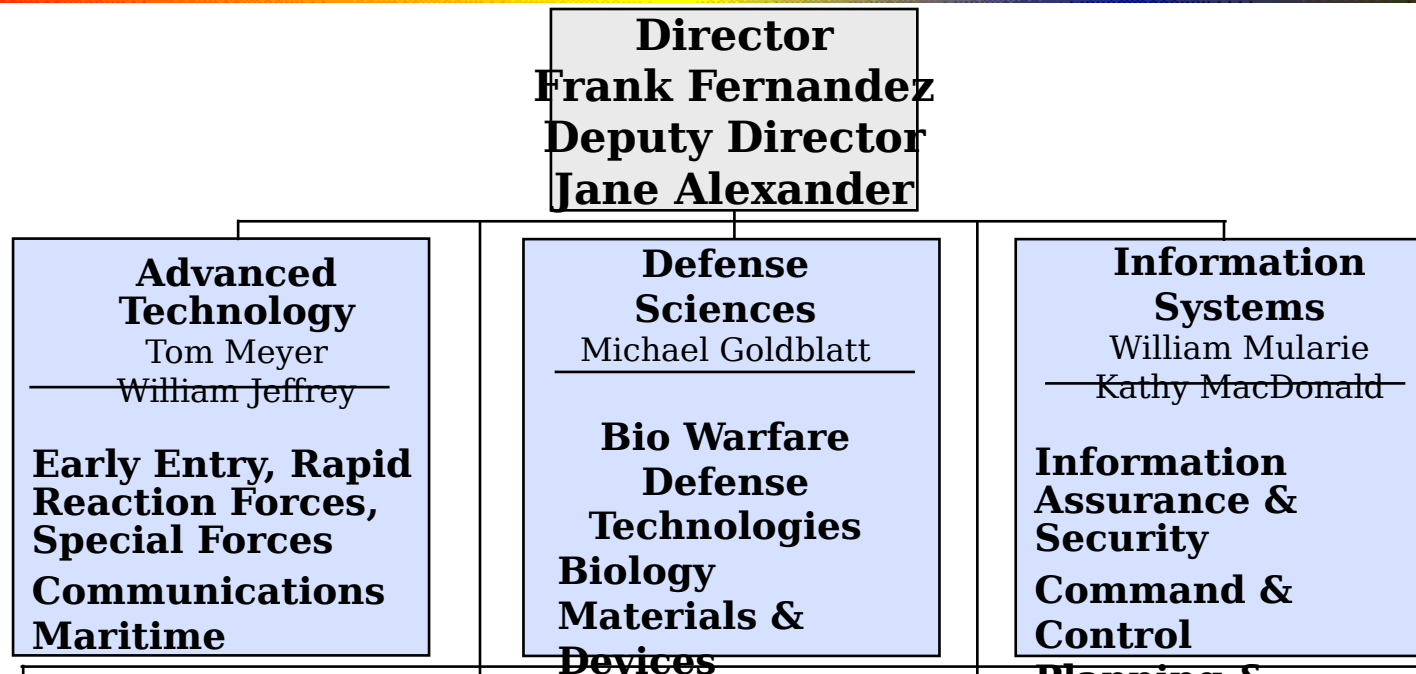 Director
Frank Fernandez
Deputy Director
Jane Alexander
Advanced
Technology
Tom Meyer
William Jeffrey
Early Entry, Rapid
Reaction Forces,
Special Forces
Communications
Maritime
Defense
Sciences
Michael Goldblatt
Bio Warfare
Defense
Technologies
Biology
Materials &
Devices
Information
Systems
William Mularie
Kathy MacDonald
Information
Assurance &
Security
Command &
Control
Planning &